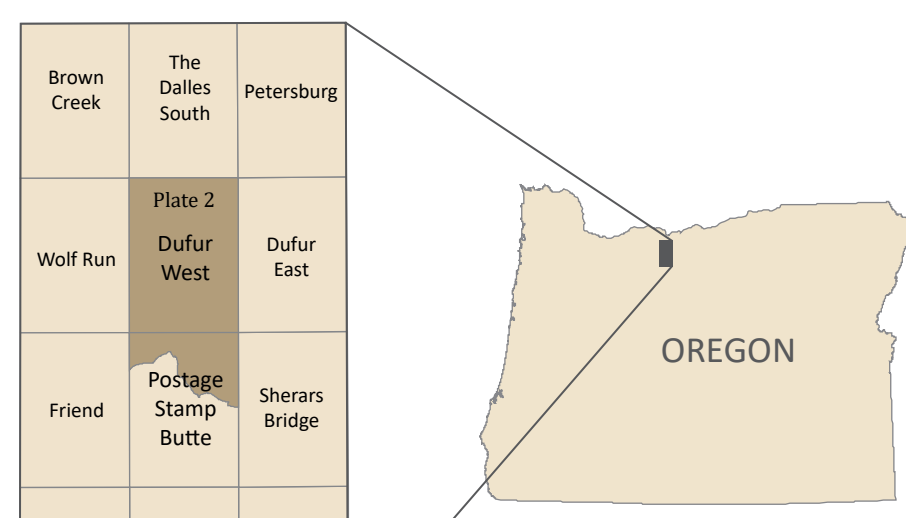 Brown
Creek
The
Dalles
South
Petersburg
Plate 2
Wolf Run
Dufur
West
Dufur
East
Friend
Postage
Stamp
Butte
Sherars
Bridge
OREGON